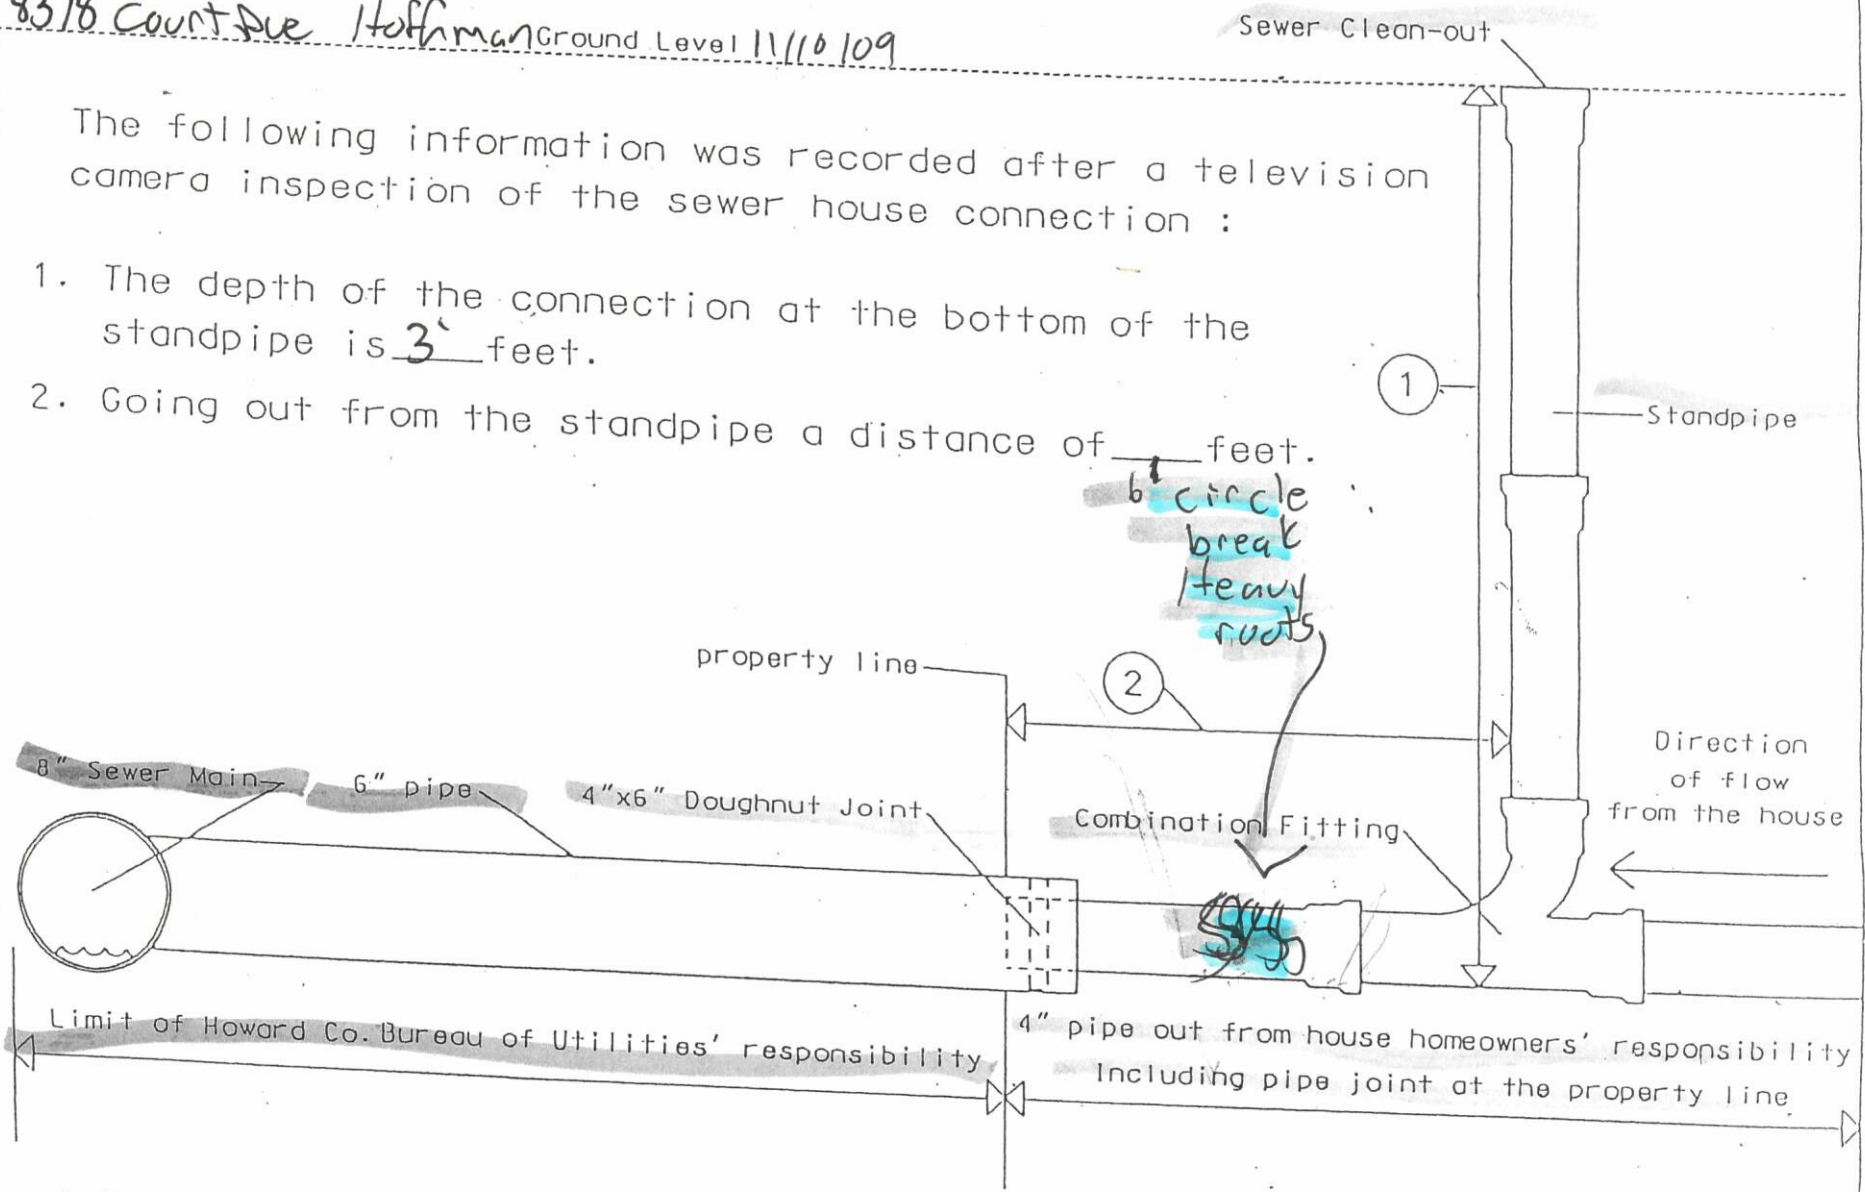 8318 Court Ave Hoffman Ground Level 11/10/09
Sewer Clean-out
The following information was recorded after a television
camera inspection of the sewer house connection :
1. The depth of the connection at the bottom of the
standpipe is 3' feet.
2. Going out from the standpipe a distance of____feet.
6' circle
break
Heavy
roots
1
Standpipe
property line
2
Direction
of flow
from the house
8" Sewer Main
6" pipe
4"x6" Doughnut Joint
Combination Fitting
Limit of Howard Co. Bureau of Utilities' responsibility
4" pipe out from house homeowners' responsibility
Including pipe joint at the property line